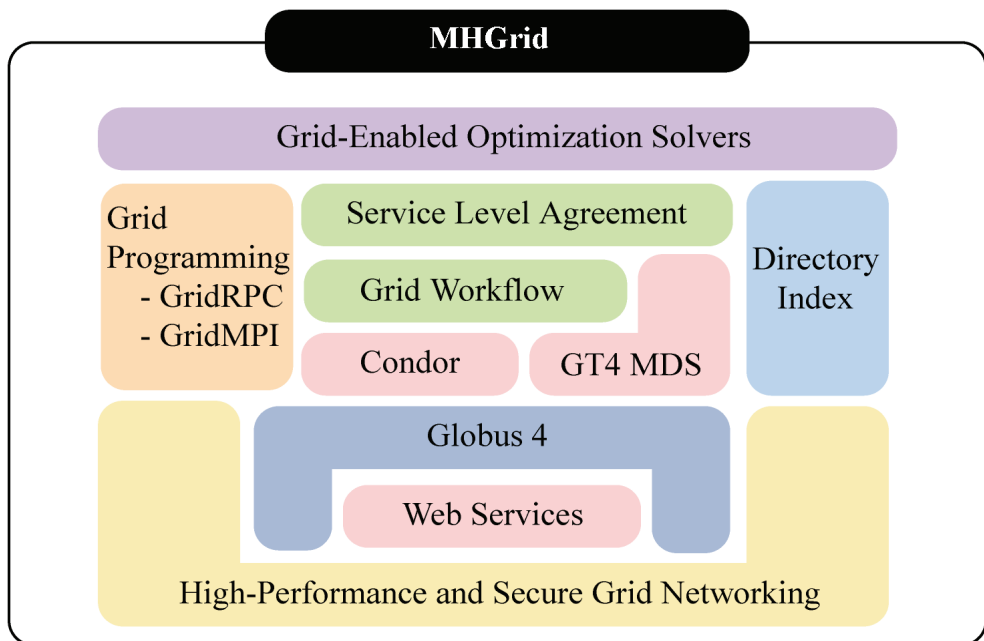 MHGrid
Grid-Enabled Optimization Solvers
Grid
Programming
- GridRPC
- GridMPI
Service Level Agreement
Grid Workflow
Condor
GT4 MDS
Directory
Index
Globus 4
Web Services
High-Performance and Secure Grid Networking